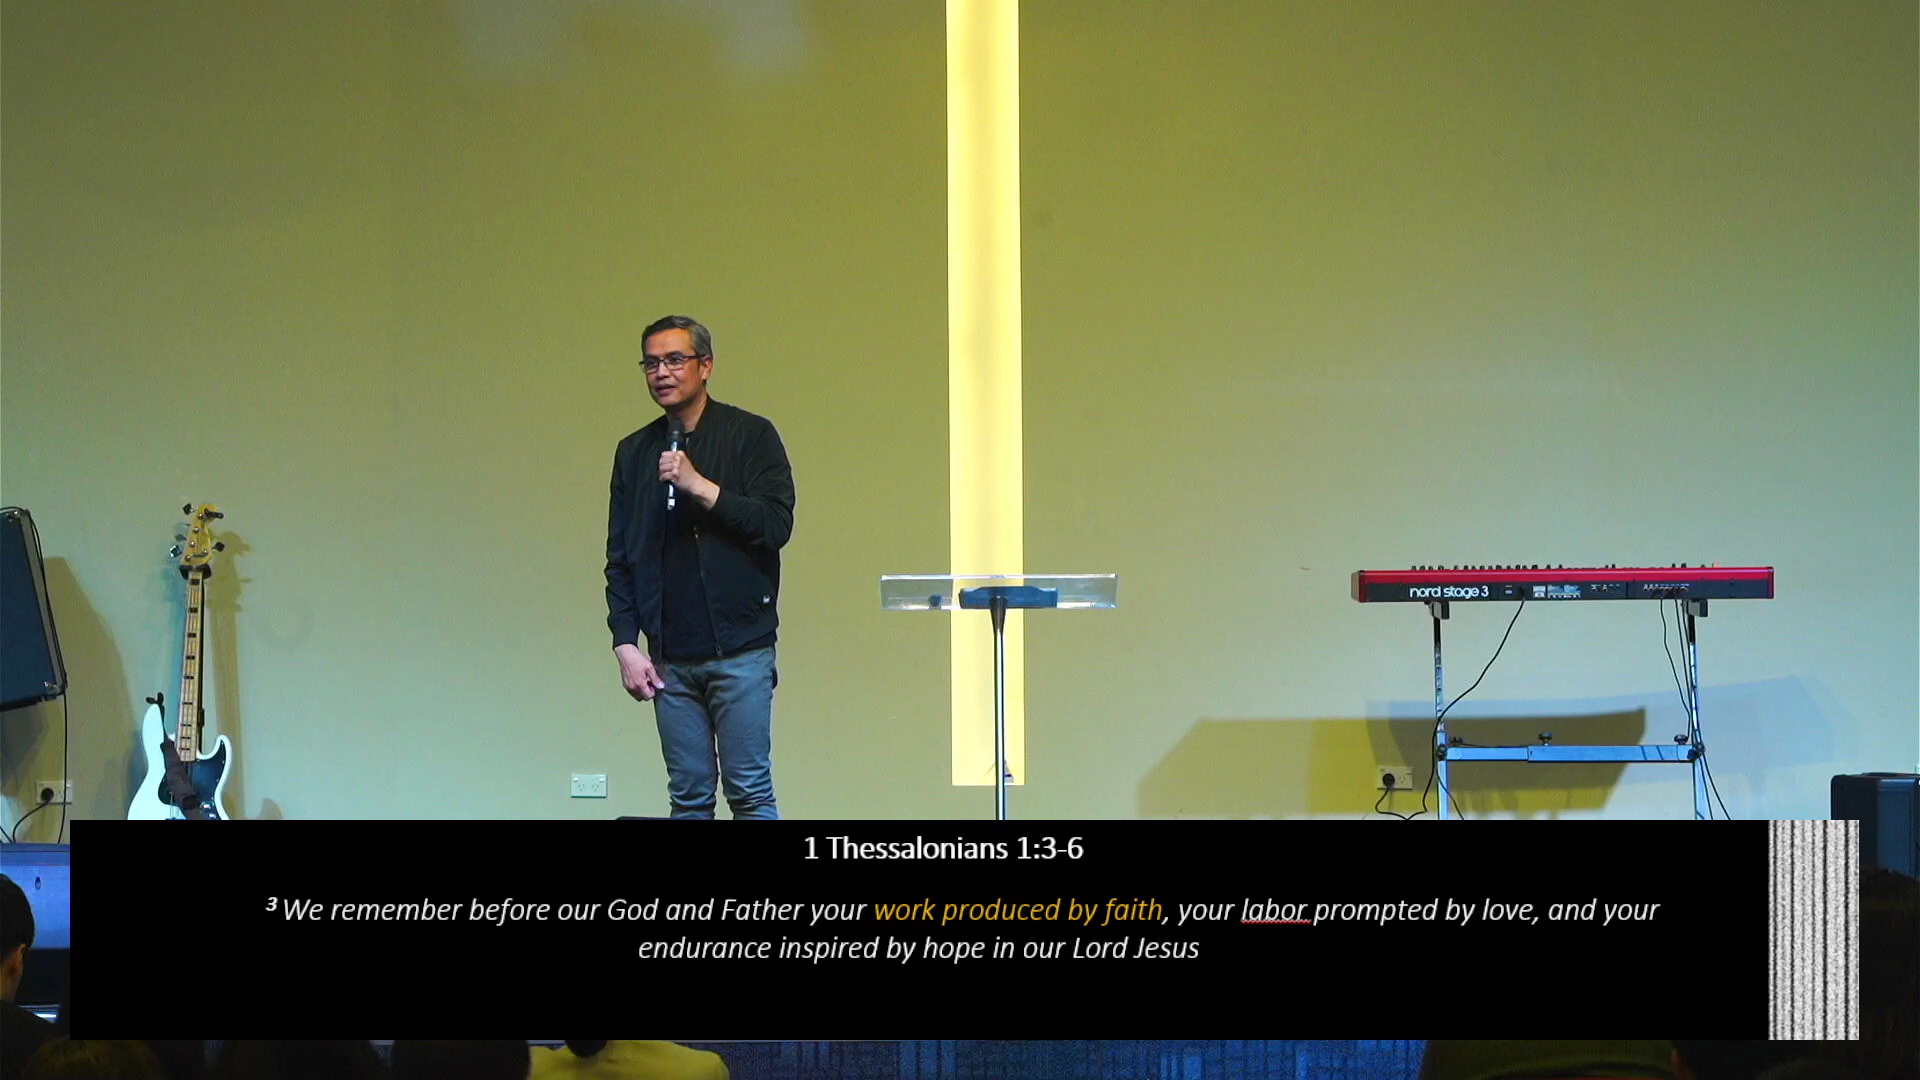 nord stage 3
1 Thessalonians 1:3-6
³ We remember before our God and Father your work produced by faith, your labor prompted by love, and your
endurance inspired by hope in our Lord Jesus